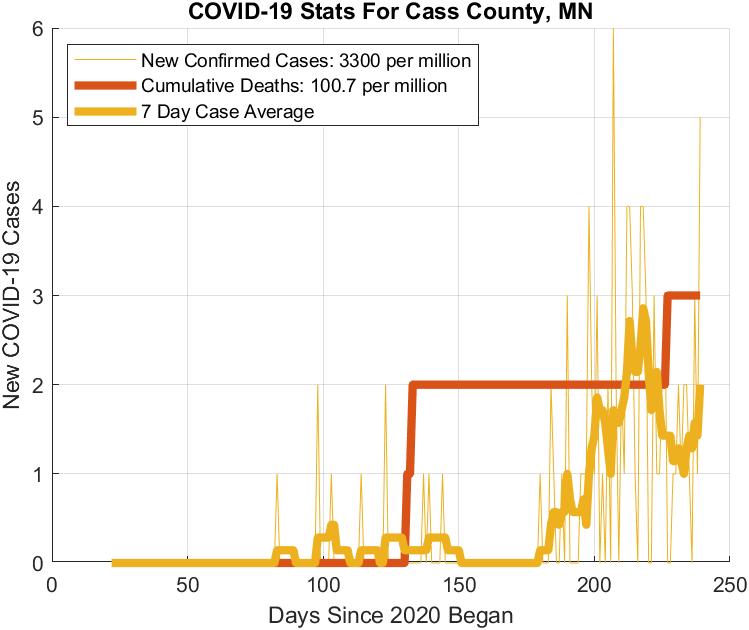 COVID-19 Stats For Cass County, MN
New Confirmed Cases: 3300 per million
Cumulative Deaths: 100.7 per million
7 Day Case Average
New COVID-19 Cases
6
5
4
3
2
1
0
0 50 100 150 200 250
Days Since 2020 Began